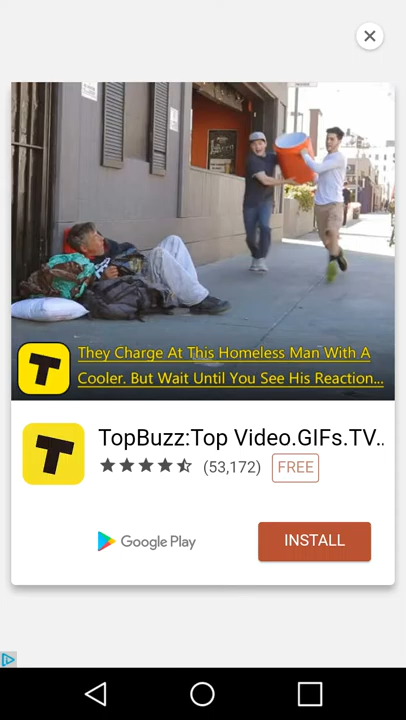 They Charge At This Homeless Man With A
Cooler. But Wait Until You See His Reaction...
T
T
TopBuzz:Top Video.GIFs.TV..
(53,172) FREE
Google Play
INSTALL